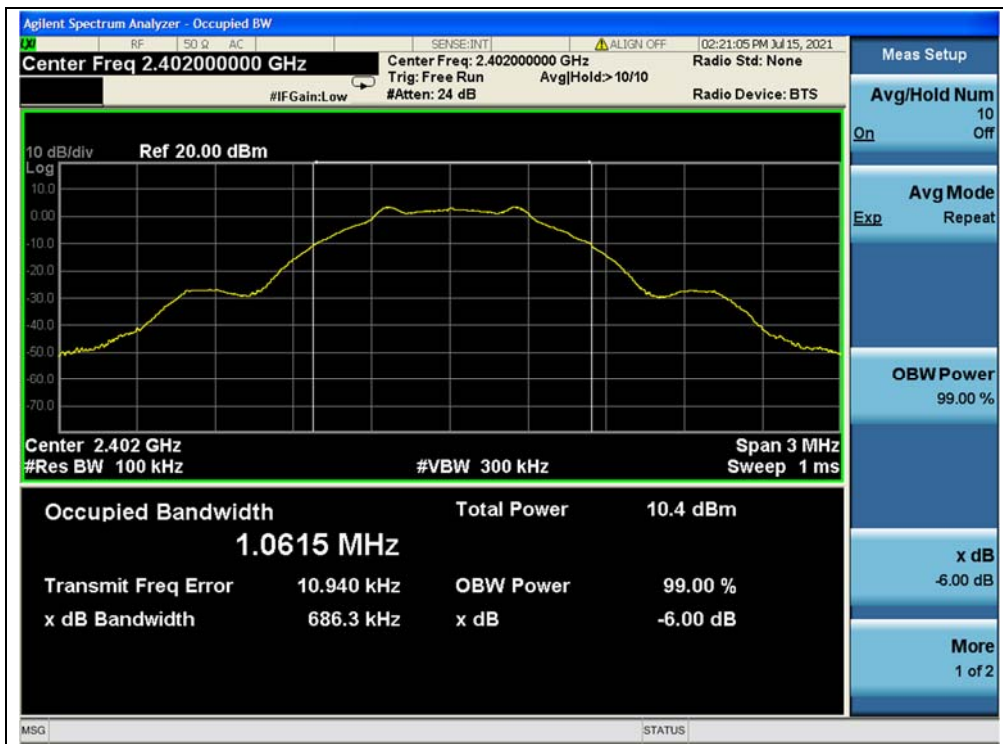 Agilent Spectrum Analyzer - Occupied BW
LXI RF 50 Ω AC SENSE:INT ALIGN OFF 02:21:05 PM Jul 15, 2021
Center Freq 2.402000000 GHz
Center Freq: 2.402000000 GHz
Radio Std: None
Trig: Free Run Avg|Hold:>10/10
#IFGain:Low #Atten: 24 dB Radio Device: BTS
10 dB/div Ref 20.00 dBm
Log
10.0
0.00
-10.0
-20.0
-30.0
-40.0
-50.0
-60.0
-70.0
Center 2.402 GHz Span 3 MHz
#Res BW 100 kHz #VBW 300 kHz Sweep 1 ms
Occupied Bandwidth Total Power 10.4 dBm
1.0615 MHz
Transmit Freq Error 10.940 kHz OBW Power 99.00 %
x dB Bandwidth 686.3 kHz x dB -6.00 dB
Meas Setup
Avg/Hold Num
10
On Off
Avg Mode
Exp Repeat
OBW Power
99.00 %
x dB
-6.00 dB
More
1 of 2
MSG STATUS